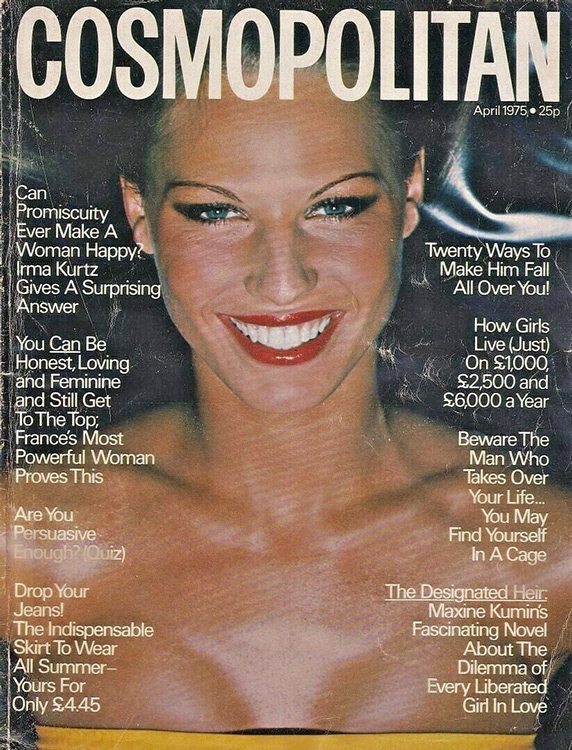 COSMOPOLITAN
April 1975 • 25p
Can
Promiscuity
Ever Make A
Woman Happy?
Irma Kurtz
Gives A Surprising
Answer
You Can Be
Honest, Loving
and Feminine
and Still Get
To The Top;
France's Most
Powerful Woman
Proves This
Are You
Persuasive
Enough? (Quiz)
Drop Your
Jeans!
The Indispensable
Skirt To Wear
All Summer–
Yours For
Only £4.45
Twenty Ways To
Make Him Fall
All Over You!
How Girls
Live (Just)
On £1,000,
£2,500 and
£6,000 a Year
Beware The
Man Who
Takes Over
Your Life...
You May
Find Yourself
In A Cage
The Designated Heir:
Maxine Kumin's
Fascinating Novel
About The
Dilemma of
Every Liberated
Girl In Love